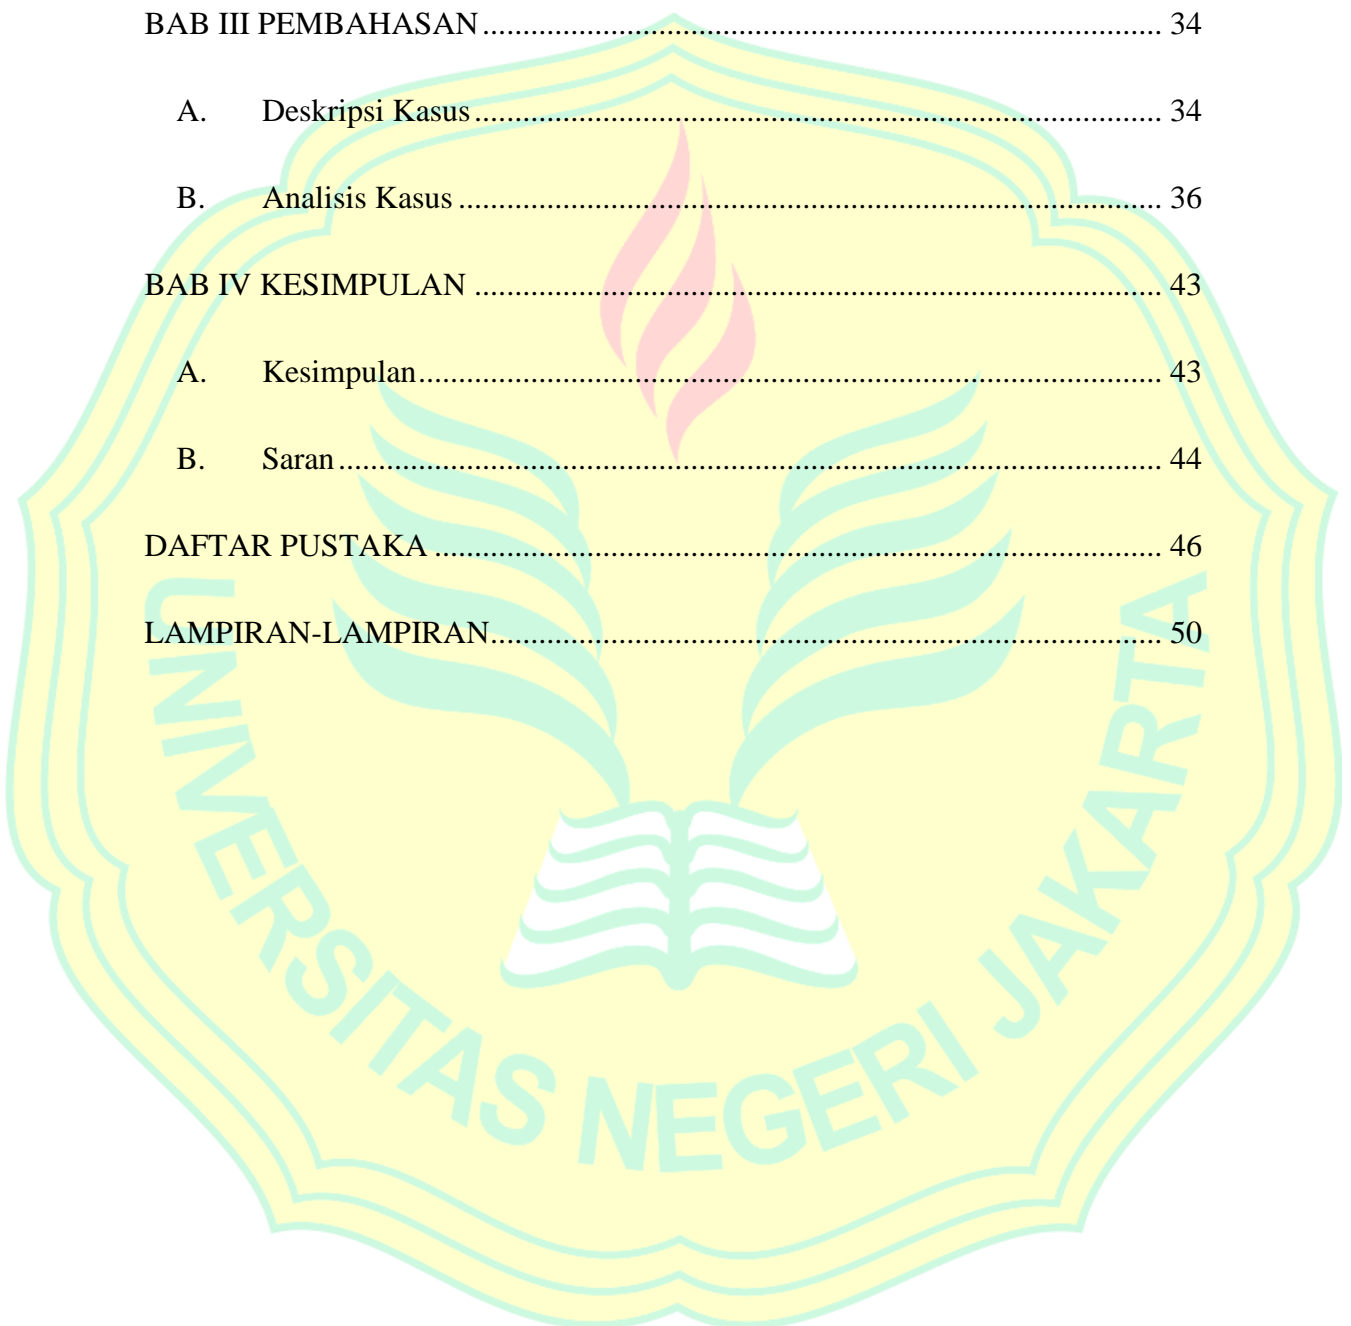 BAB III PEMBAHASAN.................................................................................... 34
A. Deskripsi Kasus..................................................................................... 34
B. Analisis Kasus....................................................................................... 36
BAB IV KESIMPULAN..................................................................................... 43
A. Kesimpulan............................................................................................ 43
B. Saran...................................................................................................... 44
DAFTAR PUSTAKA.......................................................................................... 46
LAMPIRAN-LAMPIRAN................................................................................... 50
UNIVERSITAS NEGERI JAKARTA